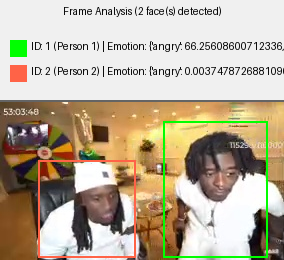 Frame Analysis (2 face(s) detected)
ID: 1 (Person 1) | Emotion: {'angry': 66.25608600712336,
ID: 2 (Person 2) | Emotion: {'angry': 0.003747872688109
53:03:48